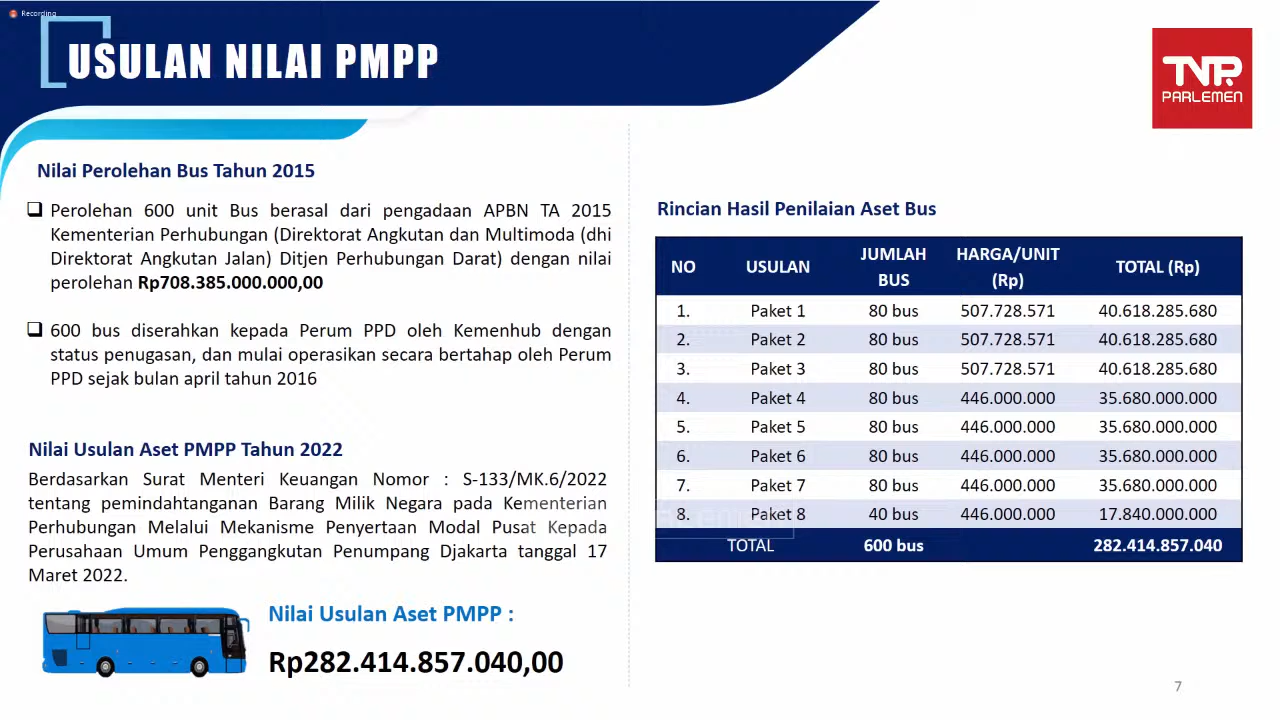 Recording
USULAN NILAI PMPP
TVR
PARLEMEN
Nilai Perolehan Bus Tahun 2015
❑ Perolehan 600 unit Bus berasal dari pengadaan APBN TA 2015
Kementerian Perhubungan (Direktorat Angkutan dan Multimoda (dhi
Direktorat Angkutan Jalan) Ditjen Perhubungan Darat) dengan nilai
perolehan Rp708.385.000.000,00
❑ 600 bus diserahkan kepada Perum PPD oleh Kemenhub dengan
status penugasan, dan mulai operasikan secara bertahap oleh Perum
PPD sejak bulan april tahun 2016
Nilai Usulan Aset PMPP Tahun 2022
Berdasarkan Surat Menteri Keuangan Nomor : S-133/MK.6/2022
tentang pemindahtanganan Barang Milik Negara pada Kementerian
Perhubungan Melalui Mekanisme Penyertaan Modal Pusat Kepada
Perusahaan Umum Penggangkutan Penumpang Djakarta tanggal 17
Maret 2022.
Nilai Usulan Aset PMPP :
Rp282.414.857.040,00
Rincian Hasil Penilaian Aset Bus
NO USULAN JUMLAH BUS HARGA/UNIT (Rp) TOTAL (Rp)
1. Paket 1 80 bus 507.728.571 40.618.285.680
2. Paket 2 80 bus 507.728.571 40.618.285.680
3. Paket 3 80 bus 507.728.571 40.618.285.680
4. Paket 4 80 bus 446.000.000 35.680.000.000
5. Paket 5 80 bus 446.000.000 35.680.000.000
6. Paket 6 80 bus 446.000.000 35.680.000.000
7. Paket 7 80 bus 446.000.000 35.680.000.000
8. Paket 8 40 bus 446.000.000 17.840.000.000
TOTAL 600 bus 282.414.857.040
7